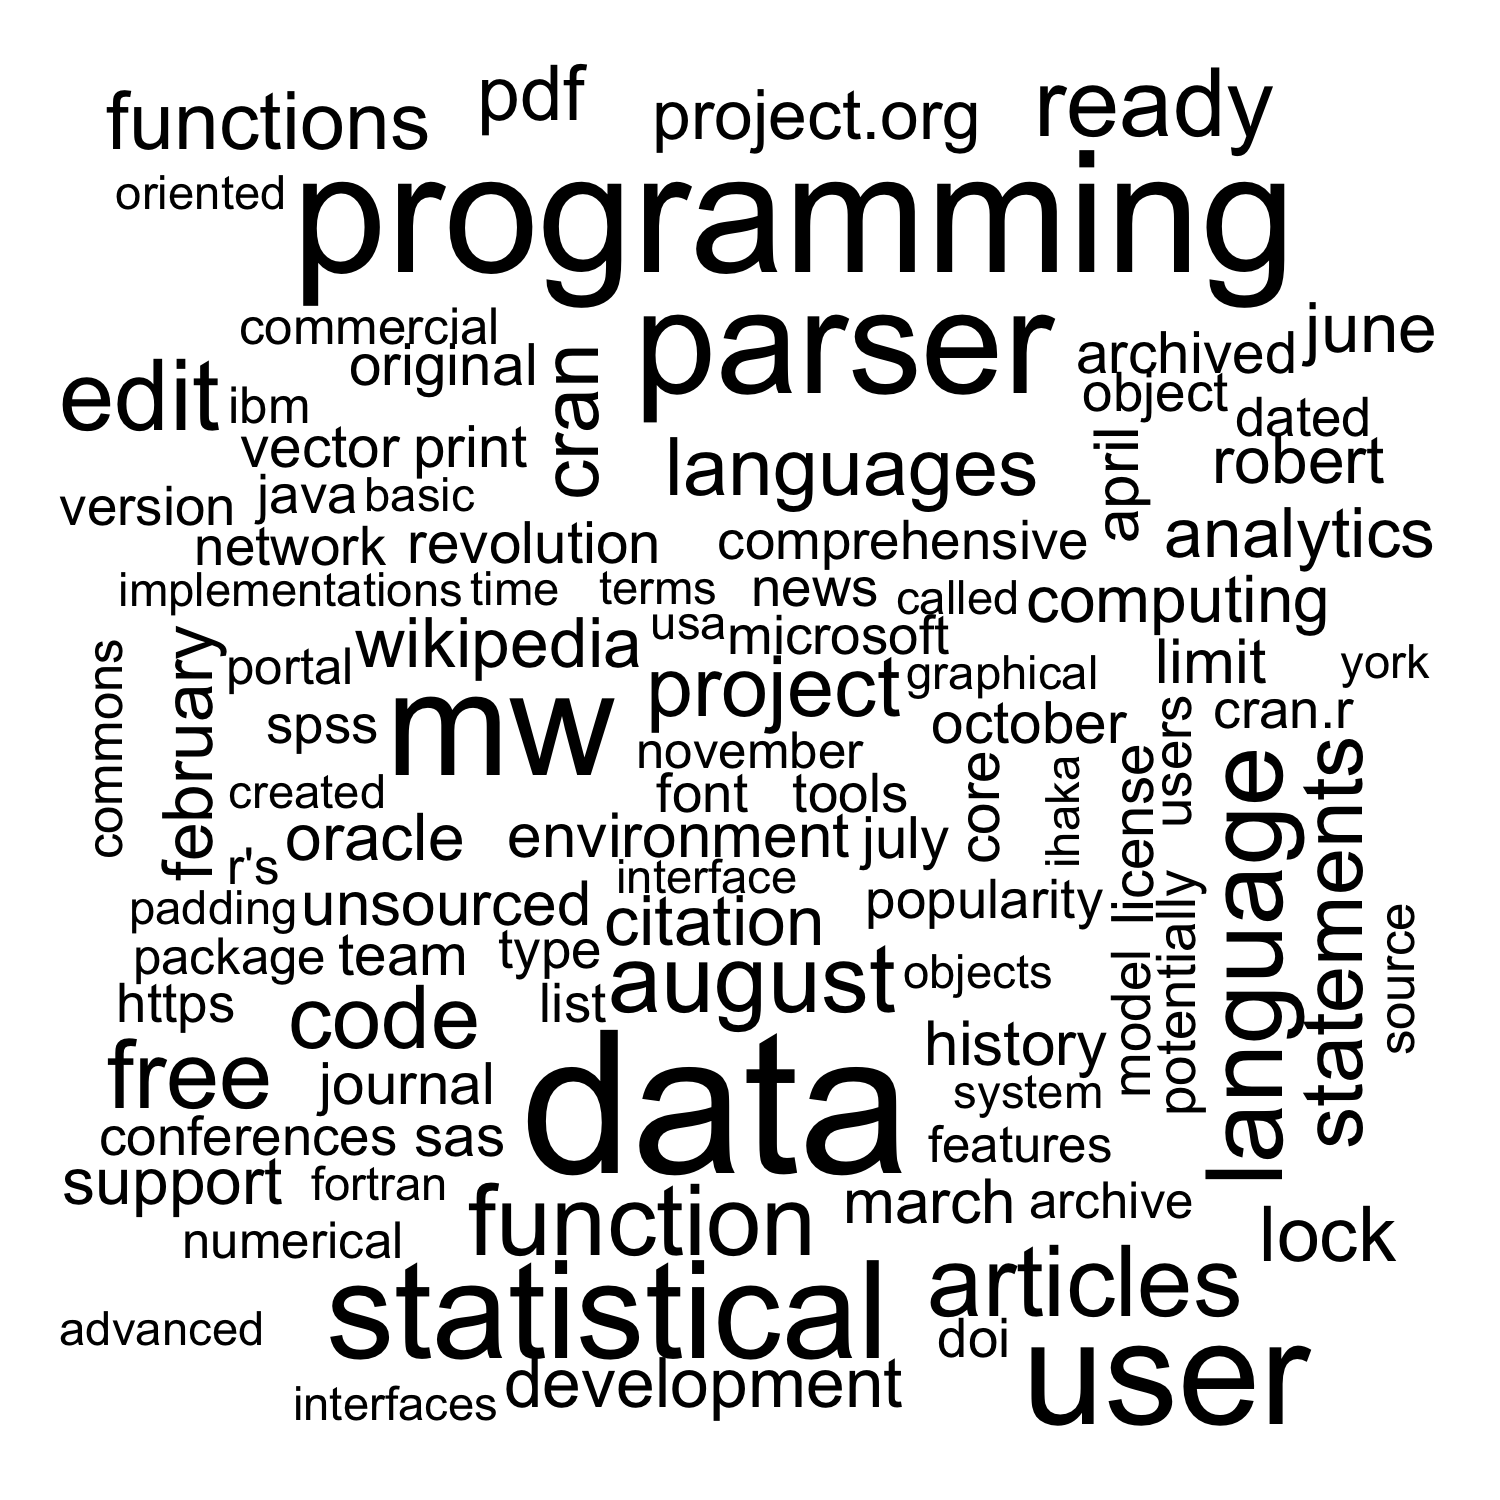 functions pdf project.org ready
oriented programming
commercial parser june
original cran archived
edit ibm object dated
vector print languages april robert
version java basic
network revolution comprehensive analytics
implementations time terms news called computing
commons february portal wikipedia usa microsoft limit york
mw project graphical
spss october users cran.r
november
created font tools core ihaka license language statements
oracle environment july
r's interface
padding unsourced citation popularity potentially source
package team type august objects model
https code list
free journal data history
system
conferences sas features
support fortran function march archive
numerical lock
statistical articles
advanced doi user
interfaces development